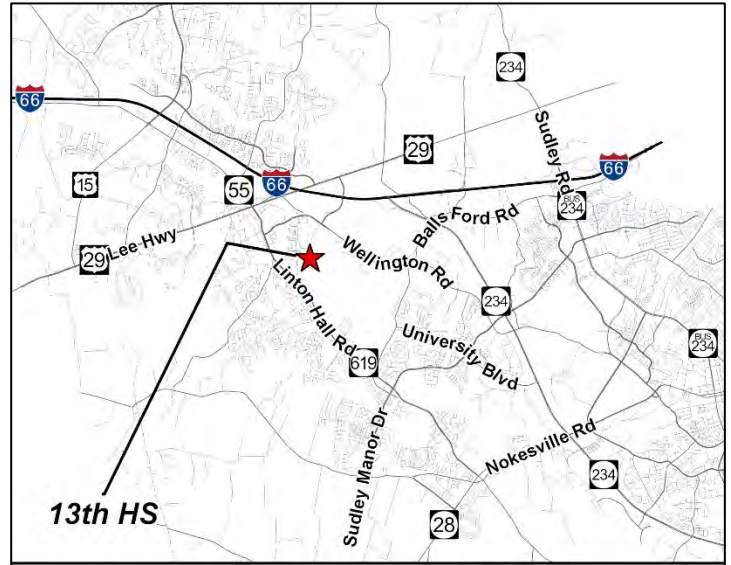 234
66
29
Sudley Rd
66
15
55
66
BUS
234
Lee Hwy
29
Balls Ford Rd
Wellington Rd
Linton Hall Rd
234
University Blvd
BUS
234
619
Sudley Manor Dr
Nokesville Rd
234
13th HS
28